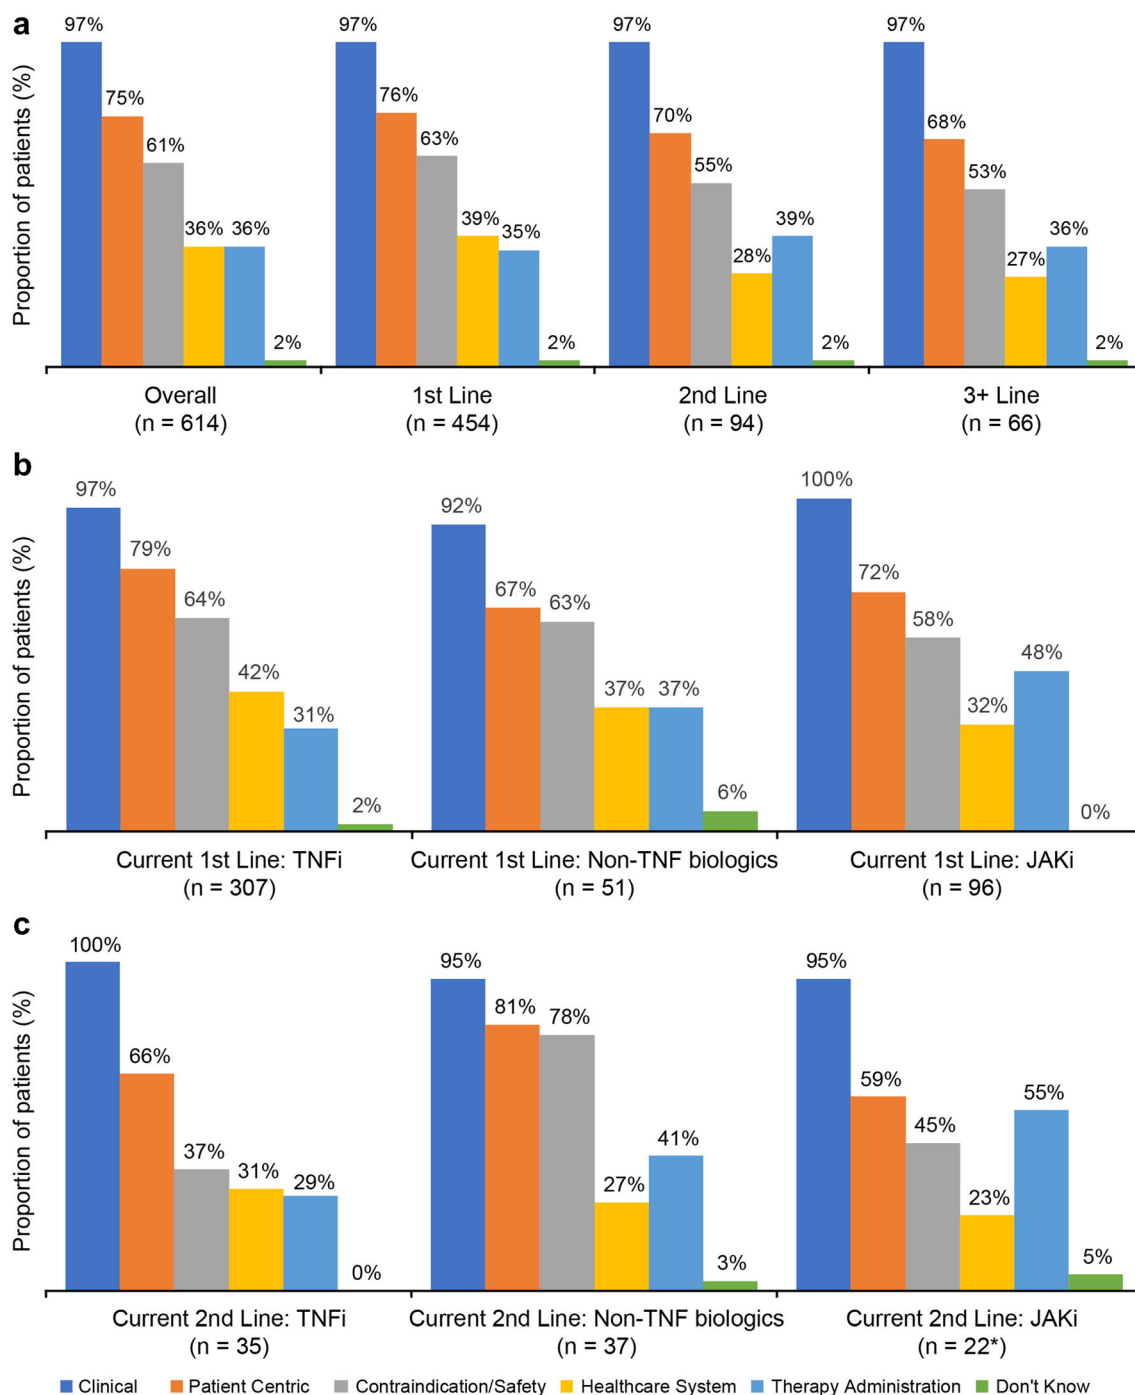 a
Proportion of patients (%)
97%
75%
61%
36%
36%
2%
97%
76%
63%
39%
35%
2%
97%
70%
55%
28%
39%
2%
97%
68%
53%
27%
36%
2%
Overall
(n = 614)
1st Line
(n = 454)
2nd Line
(n = 94)
3+ Line
(n = 66)
b
Proportion of patients (%)
97%
79%
64%
42%
31%
2%
92%
67%
63%
37%
37%
6%
100%
72%
58%
32%
48%
0%
Current 1st Line: TNFi
(n = 307)
Current 1st Line: Non-TNF biologics
(n = 51)
Current 1st Line: JAKi
(n = 96)
c
Proportion of patients (%)
100%
66%
37%
31%
29%
0%
95%
81%
78%
27%
41%
3%
95%
59%
45%
23%
55%
5%
Current 2nd Line: TNFi
(n = 35)
Current 2nd Line: Non-TNF biologics
(n = 37)
Current 2nd Line: JAKi
(n = 22*)
Clinical
Patient Centric
Contraindication/Safety
Healthcare System
Therapy Administration
Don't Know